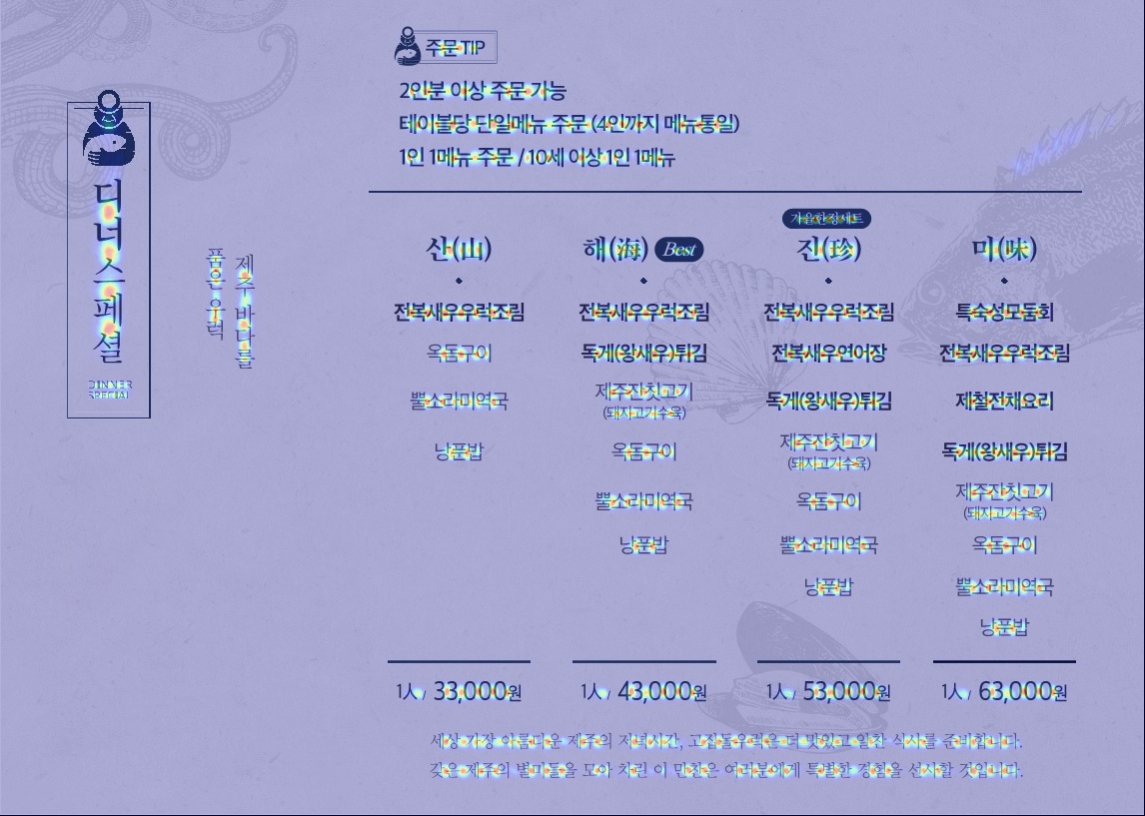 디너스페셜
DINNER
SPECIAL
제주 바다를
품은 우럭
주문 TIP
2인분 이상 주문 가능
테이블당 단일메뉴 주문 (4인까지 메뉴통일)
1인 1메뉴 주문 / 10세 이상 1인 1메뉴
산(山)
전복새우우럭조림
옥돔구이
뿔소라미역국
낭푼밥
1人 / 33,000원
해(海) Best
전복새우우럭조림
독게(왕새우)튀김
제주잔칫고기
(돼지고기수육)
옥돔구이
뿔소라미역국
낭푼밥
1人 / 43,000원
가을한정세트
진(珍)
전복새우우럭조림
전복새우연어장
독게(왕새우)튀김
제주잔칫고기
(돼지고기수육)
옥돔구이
뿔소라미역국
낭푼밥
1人 / 53,000원
미(味)
특숙성모둠회
전복새우우럭조림
제철전채요리
독게(왕새우)튀김
제주잔칫고기
(돼지고기수육)
옥돔구이
뿔소라미역국
낭푼밥
1人 / 63,000원
세상 가장 아름다운 제주의 저녁시간, 고집돌우럭은 더 맛있고 알찬 식사를 준비합니다.
갖은 제주의 별미들을 모아 차린 이 만찬은 여러분에게 특별한 경험을 선사할 것입니다.